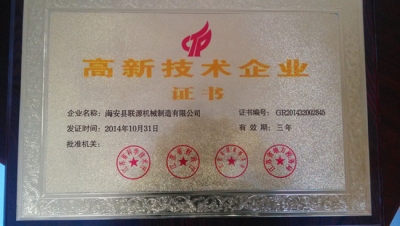 高新技术企业
证书
企业名称：海安县联源机械制造有限公司 证书编号：GR201432002845
发证时间：2014年10月31日 有效期：三年
批准机关：